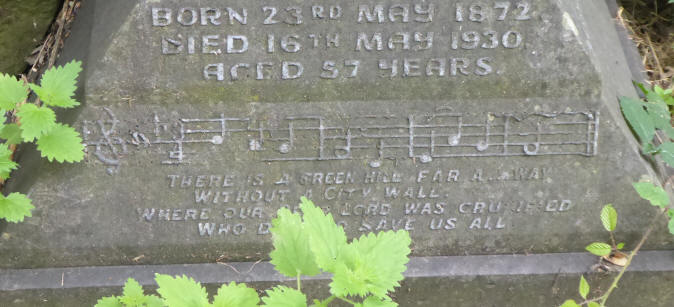 BORN 23RD MAY 1872.
DIED 16TH MAY 1930
AGED 57 YEARS.
THERE IS A GREEN HILL FAR A WAY
WITHOUT A CITY WALL.
WHERE OUR LORD WAS CRUCIFIED
WHO SAVE US ALL